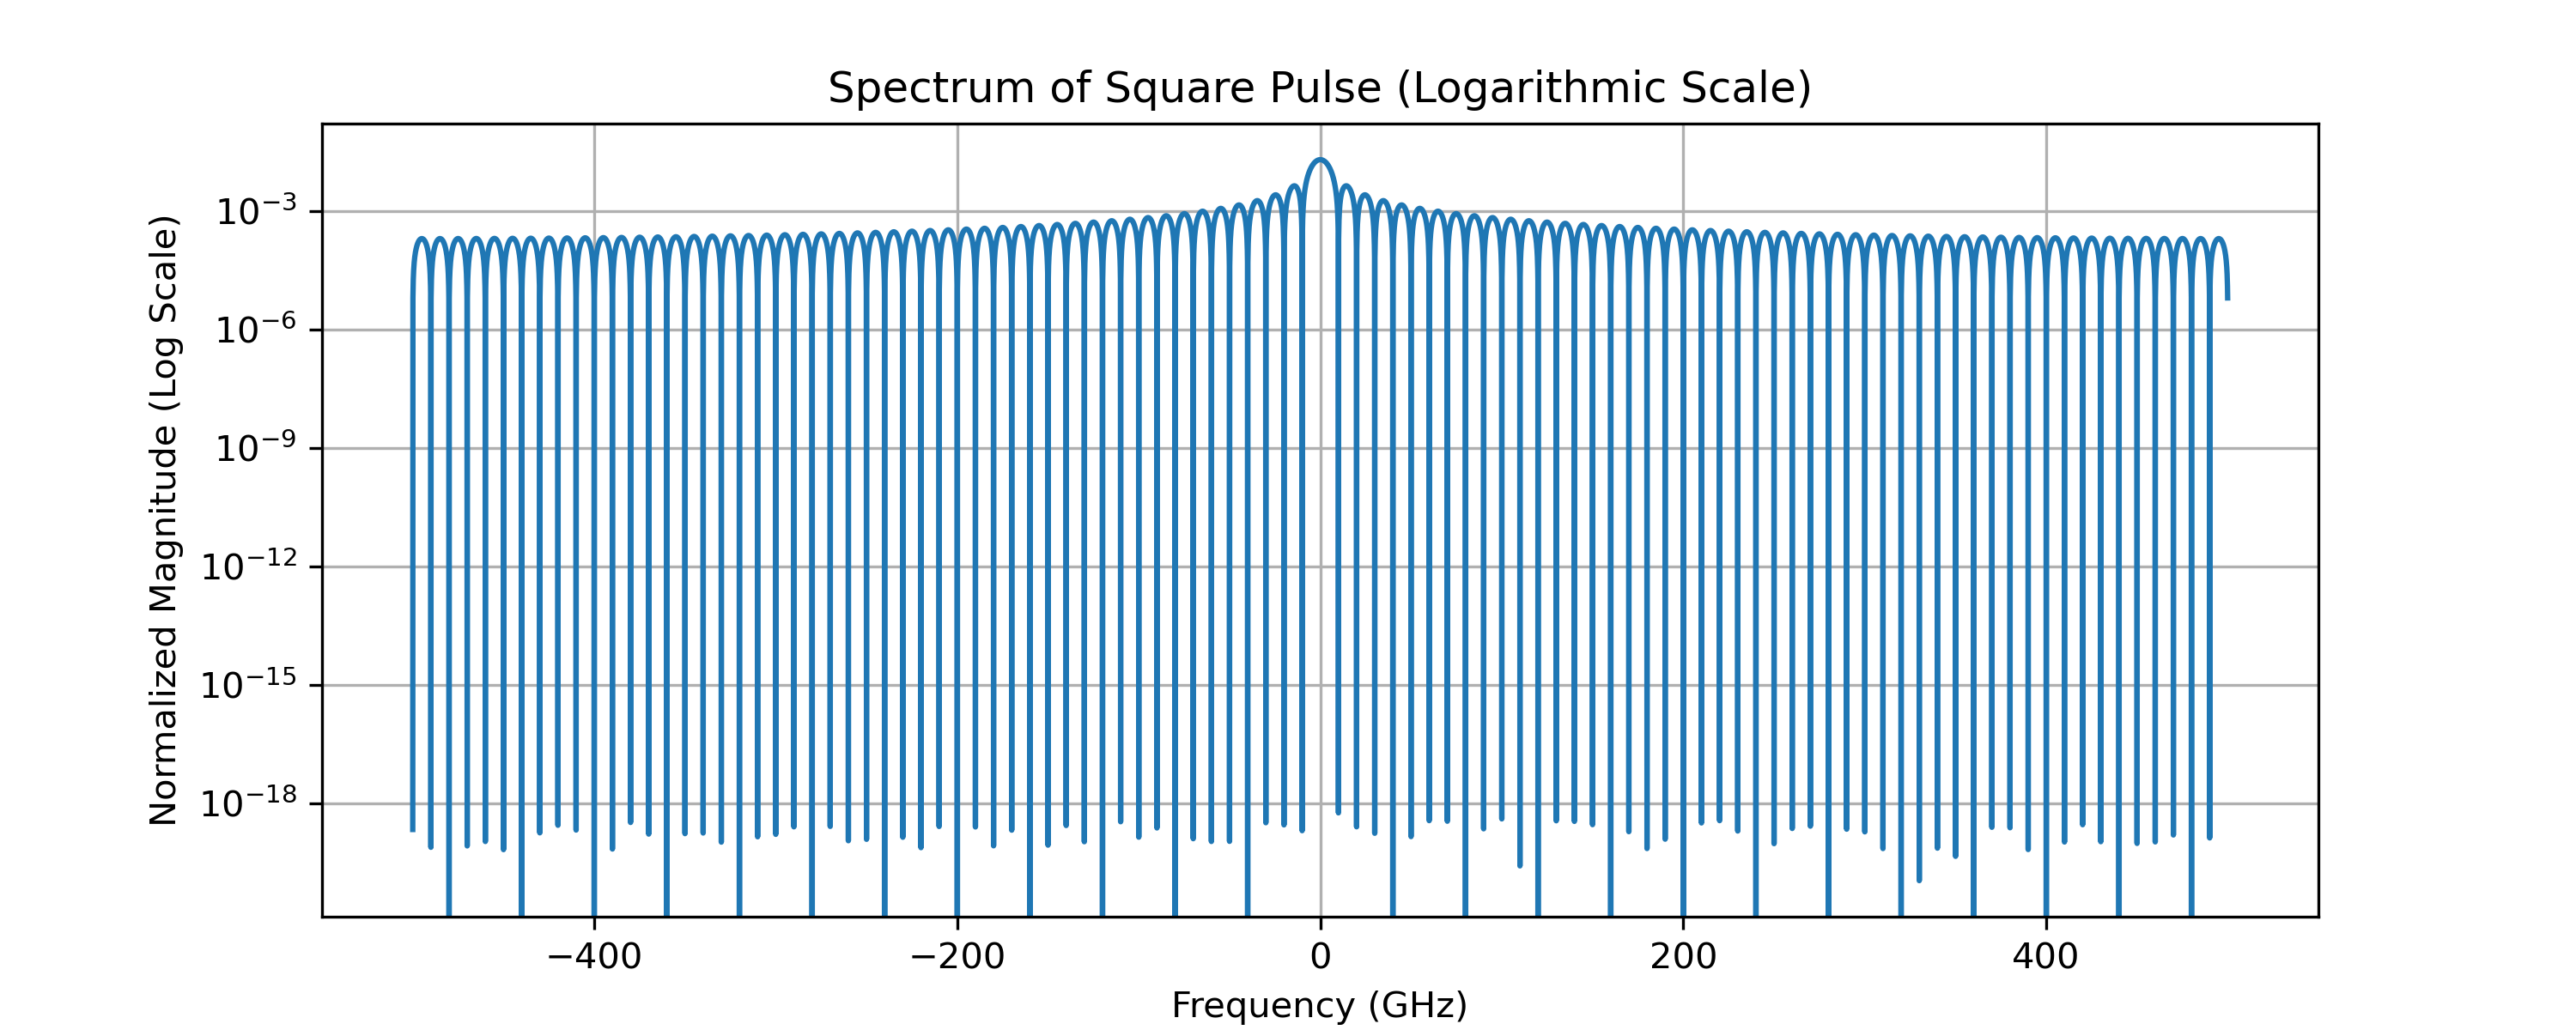 Spectrum of Square Pulse (Logarithmic Scale)
Normalized Magnitude (Log Scale)
10⁻³
10⁻⁶
10⁻⁹
10⁻¹²
10⁻¹⁵
10⁻¹⁸
−400 −200 0 200 400
Frequency (GHz)